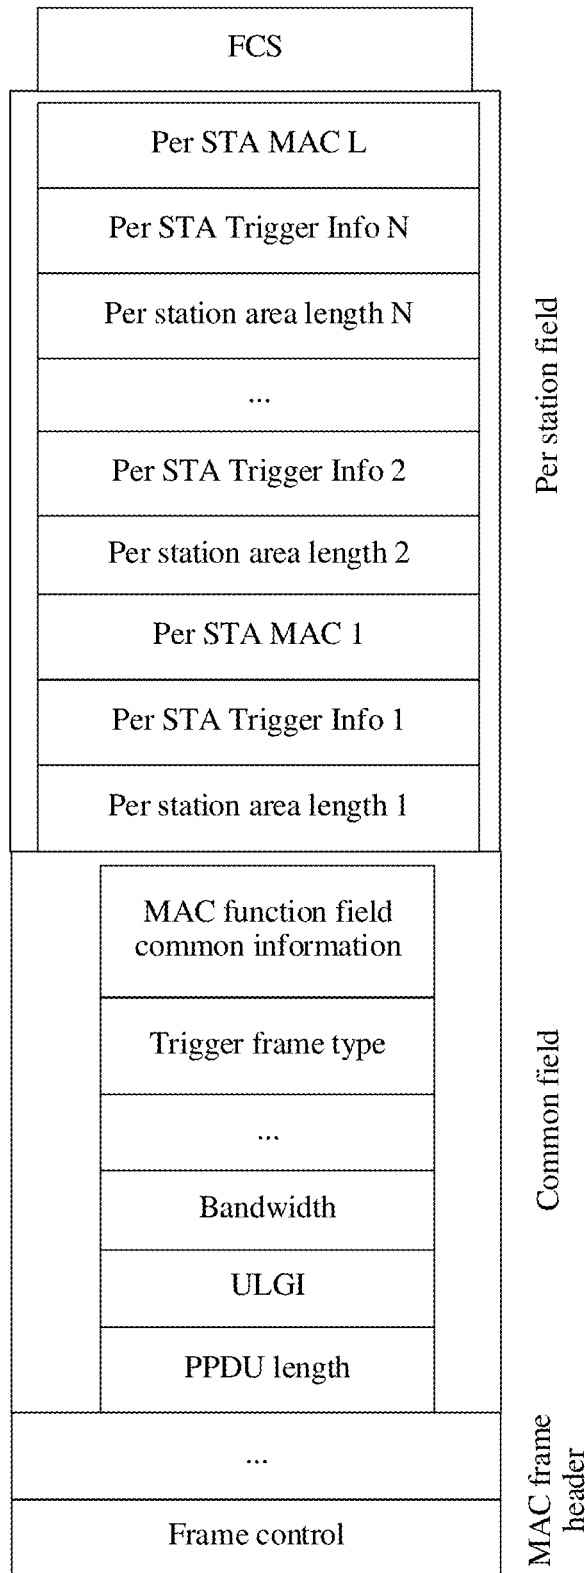 FCS
Per STA MAC L
Per STA Trigger Info N
Per station area length N
...
Per STA Trigger Info 2
Per station area length 2
Per STA MAC 1
Per STA Trigger Info 1
Per station area length 1
Per station field
MAC function field
common information
Trigger frame type
...
Bandwidth
ULGI
PPDU length
Common field
...
Frame control
MAC frame
header